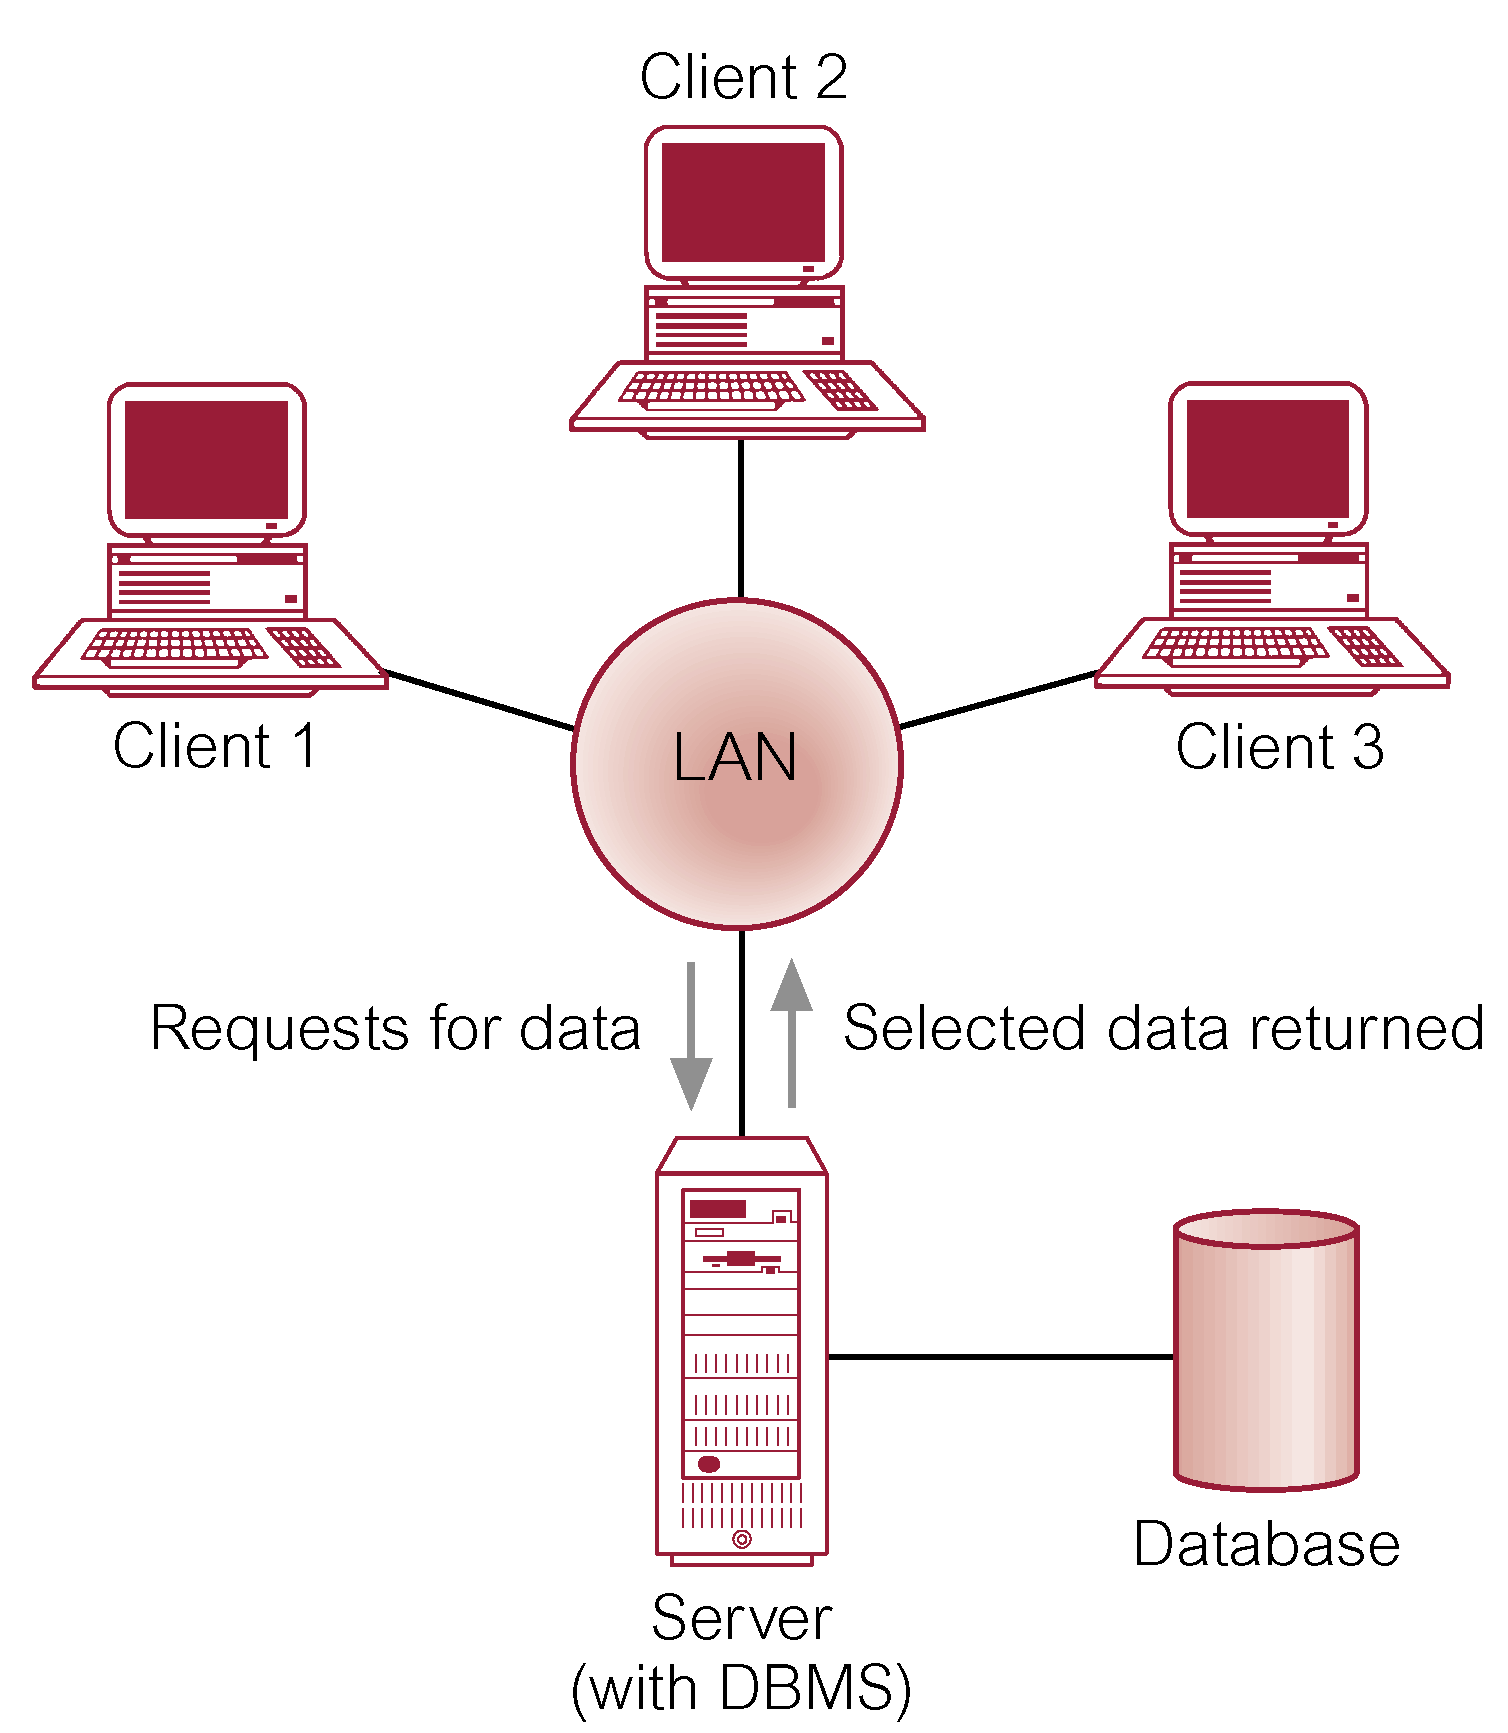 Client 2
Client 1
LAN
Client 3
Requests for data
Selected data returned
Database
Server
(with DBMS)